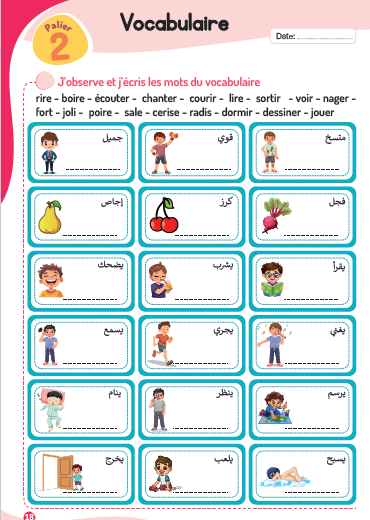 Palier
2
Vocabulaire
Date:
J'observe et j'écris les mots du vocabulaire
rire – boire – écouter – chanter – courir – lire – sortir – voir – nager –
fort – joli – poire – sale – cerise – radis – dormir – dessiner – jouer
جميل
قوي
متسخ
إجاص
كرز
فجل
يضحك
يشرب
يقرأ
يسمع
يجري
يغني
ينام
ينظر
يرسم
يخرج
يلعب
يسبح
18